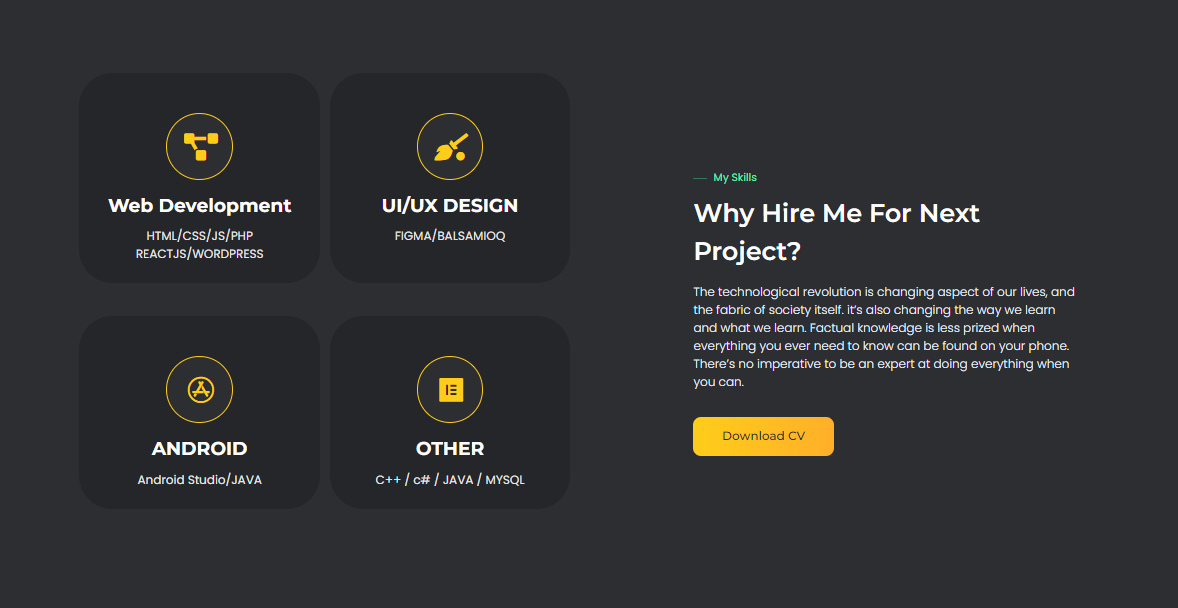 Web Development
HTML/CSS/JS/PHP
REACTJS/WORDPRESS
UI/UX DESIGN
FIGMA/BALSAMIOQ
ANDROID
Android Studio/JAVA
OTHER
C++ / c# / JAVA / MYSQL
My Skills
Why Hire Me For Next
Project?
The technological revolution is changing aspect of our lives, and
the fabric of society itself. it's also changing the way we learn
and what we learn. Factual knowledge is less prized when
everything you ever need to know can be found on your phone.
There's no imperative to be an expert at doing everything when
you can.
Download CV